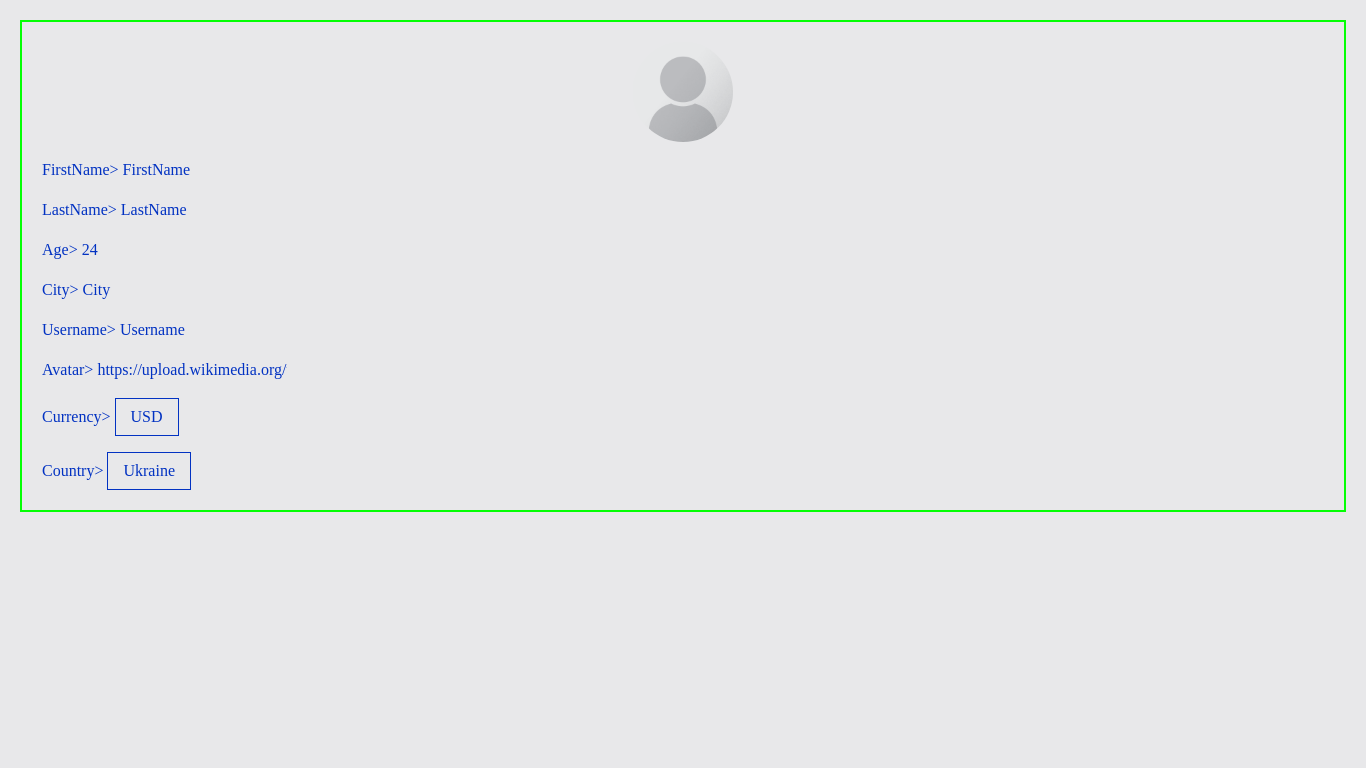 FirstName> FirstName
LastName> LastName
Age> 24
City> City
Username> Username
Avatar> https://upload.wikimedia.org/
Currency> USD
Country> Ukraine